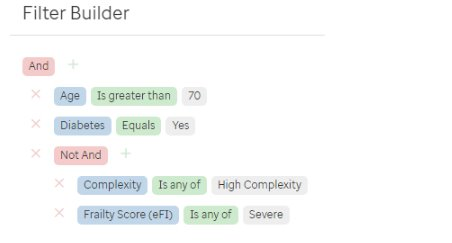 Filter Builder
And +
× Age Is greater than 70
× Diabetes Equals Yes
× Not And +
× Complexity Is any of High Complexity
× Frailty Score (eFI) Is any of Severe